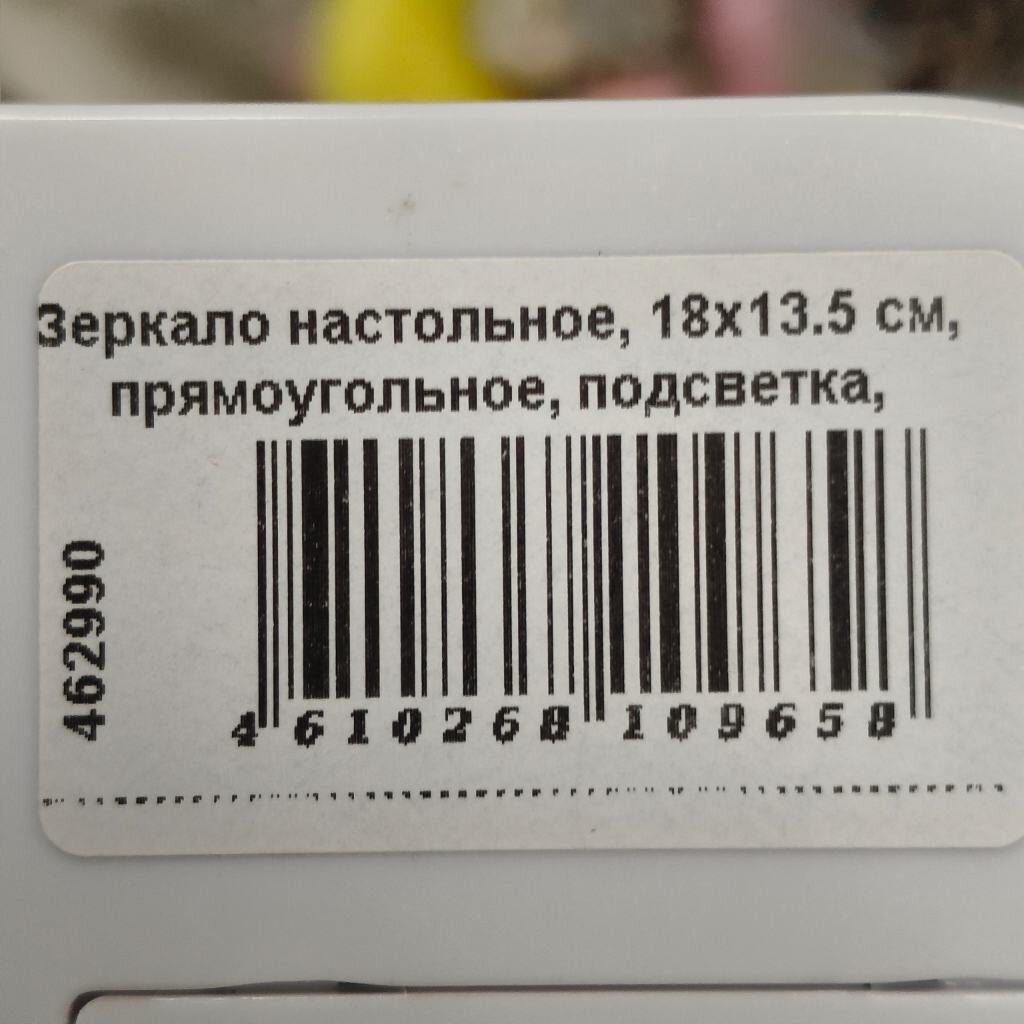 Зеркало настольное, 18х13.5 см,
прямоугольное, подсветка,
462990
4 610268 109658